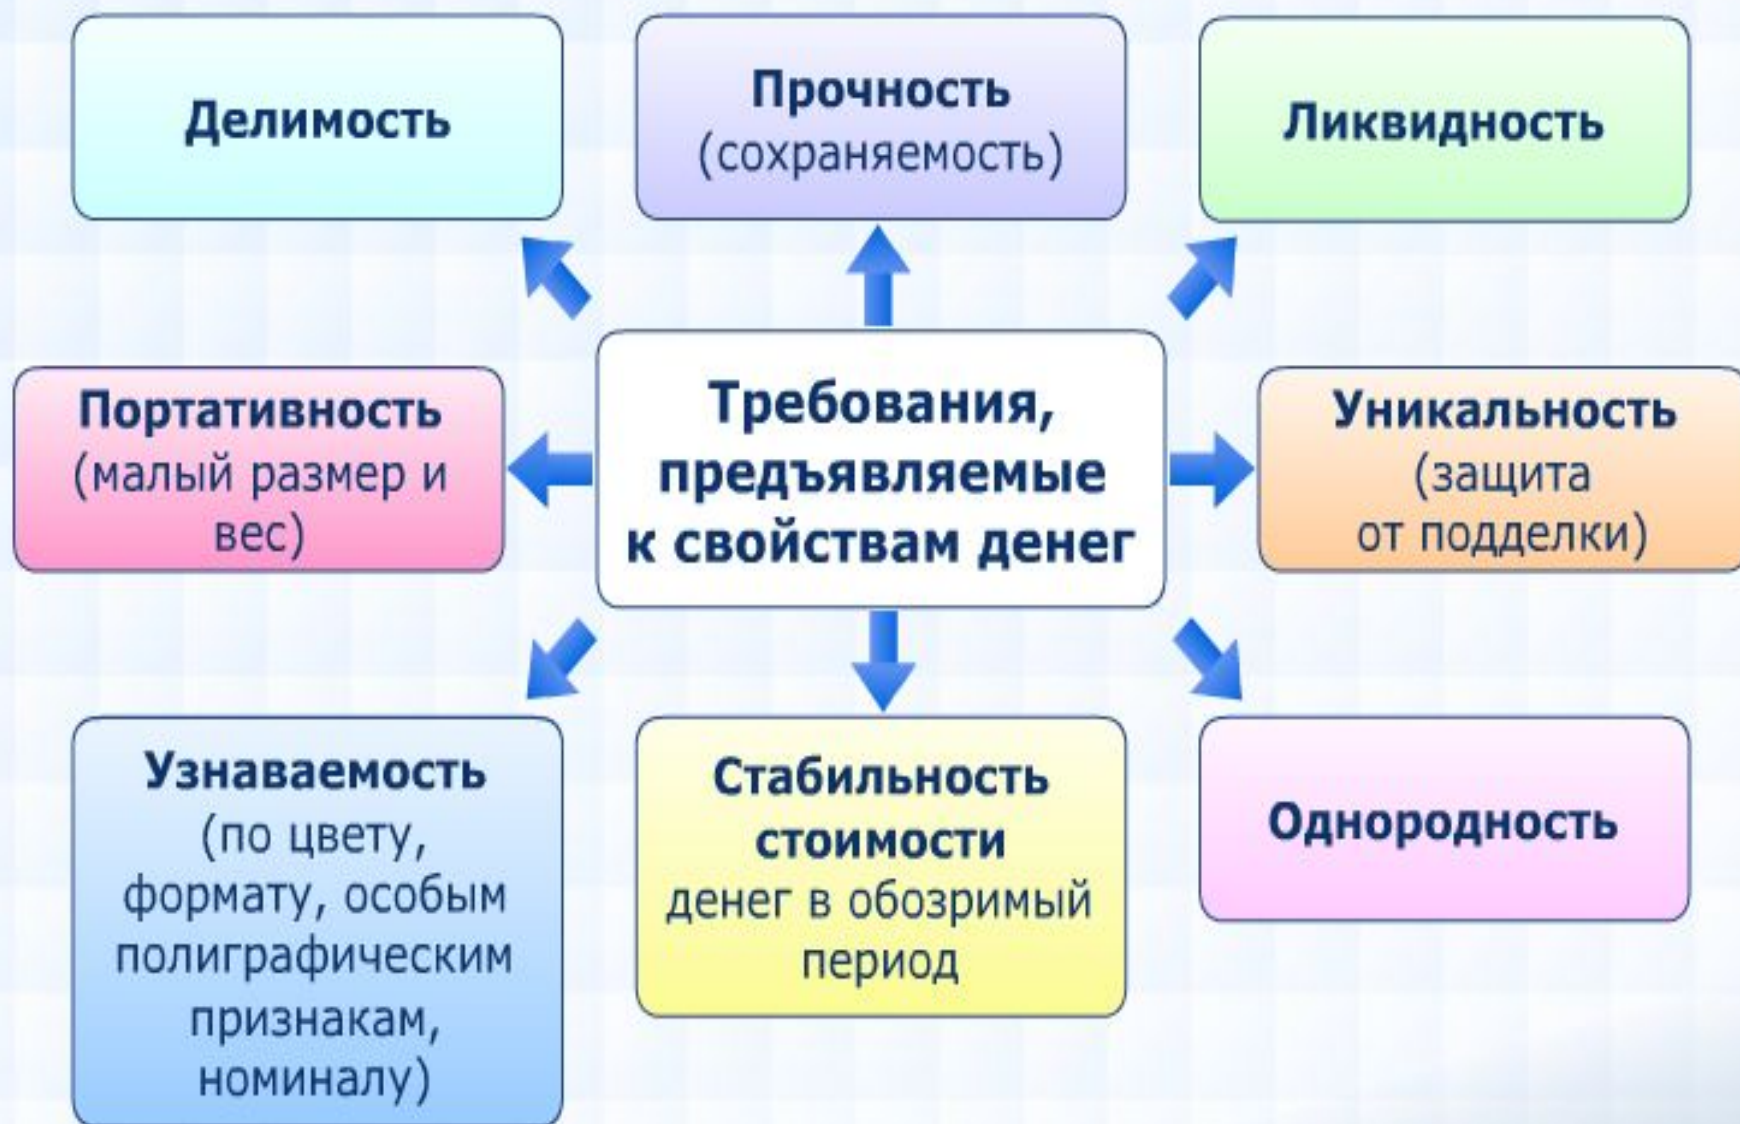 Делимость
Прочность
(сохраняемость)
Ликвидность
Портативность
(малый размер и
вес)
Требования,
предъявляемые
к свойствам денег
Уникальность
(защита
от подделки)
Узнаваемость
(по цвету,
формату, особым
полиграфическим
признакам,
номиналу)
Стабильность
стоимости
денег в обозримый
период
Однородность